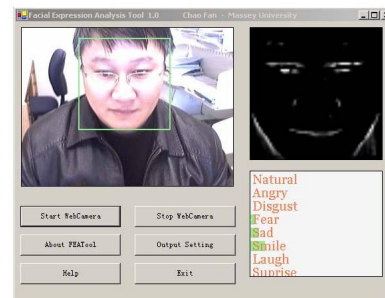 Facial Expression Analysis Tool 1.0 Chao Fan - Massey University
Start WebCamera
Stop WebCamera
About FEATool
Output Setting
Help
Exit
Natural
Angry
Disgust
Fear
Sad
Smile
Laugh
Suprise